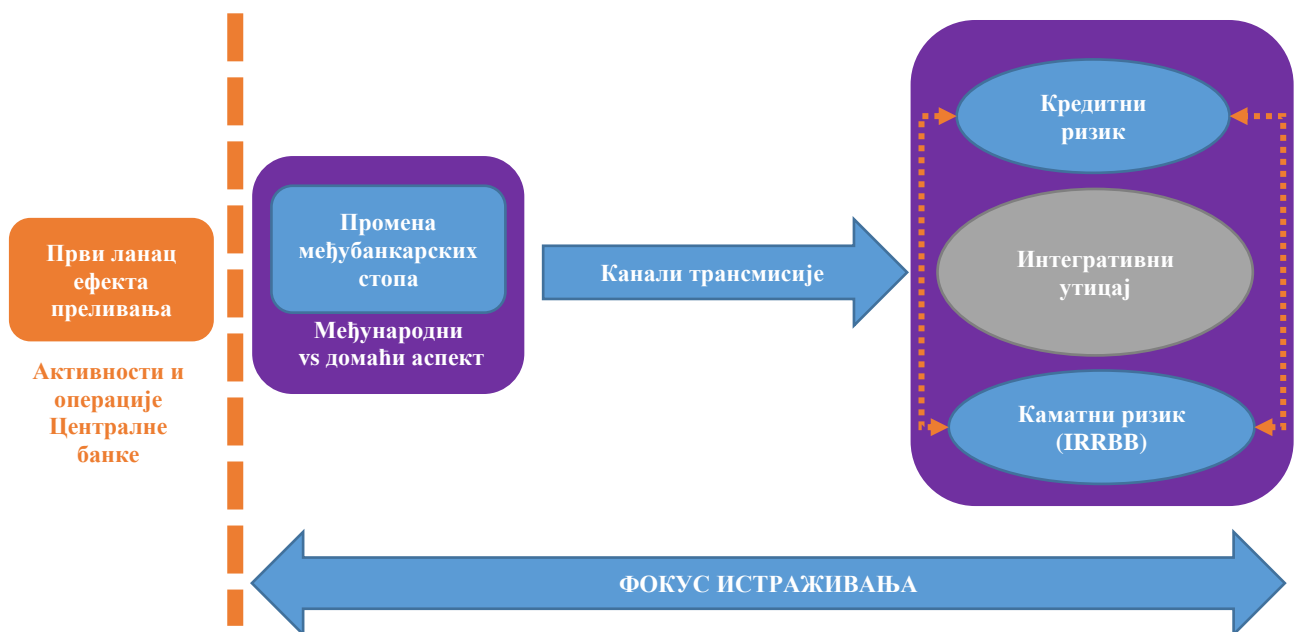 Први ланац
ефекта
преливања
Активности и
операције
Централне
банке
Промена
међубанкарских
стопа
Међународни
vs домаћи аспект
Канали трансмисије
Кредитни
ризик
Интегративни
утицај
Каматни ризик
(IRRBB)
ФОКУС ИСТРАЖИВАЊА